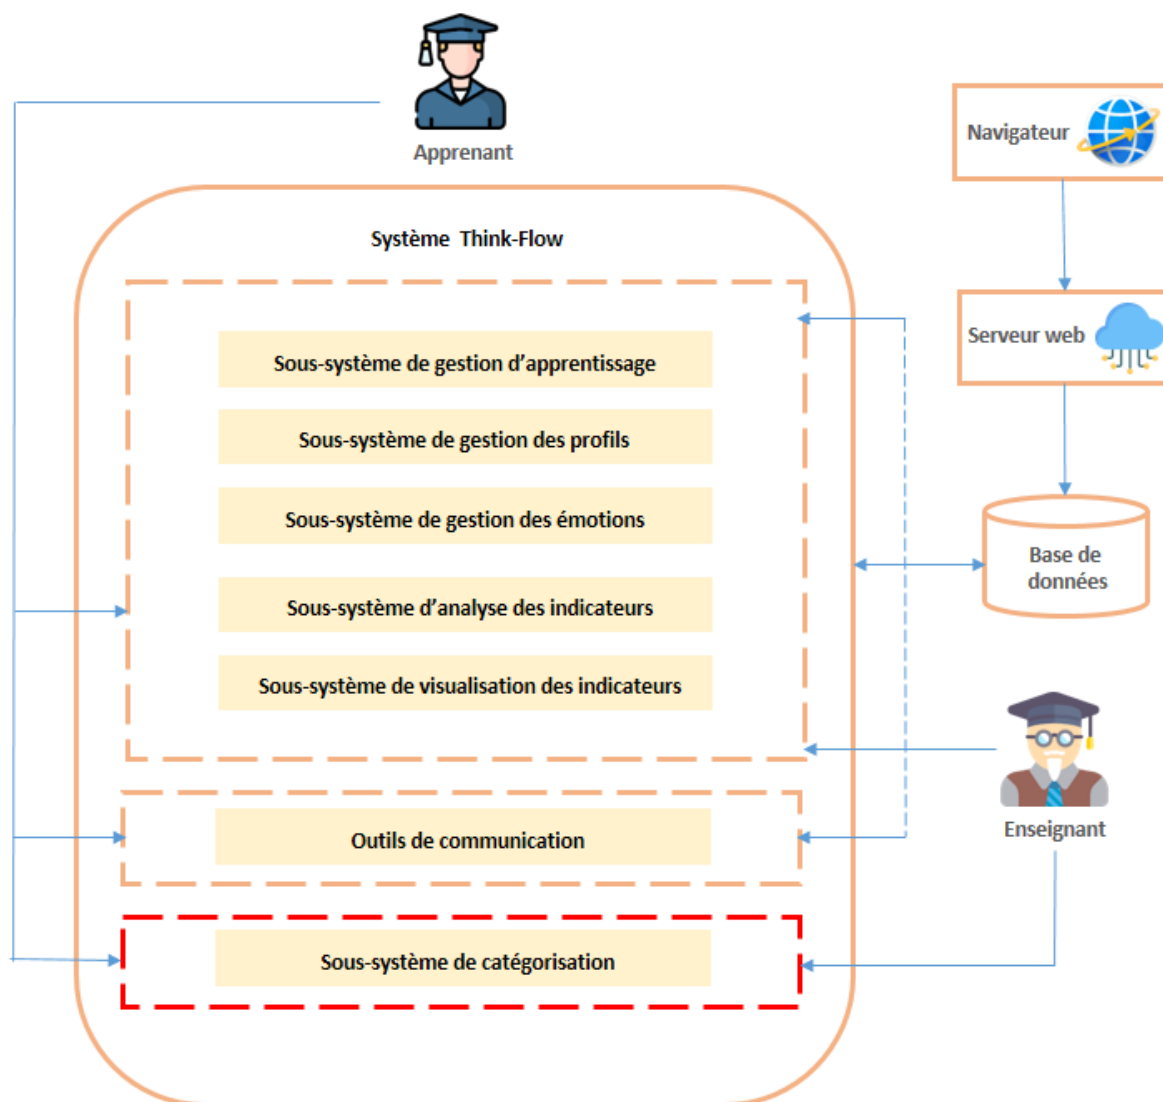 Apprenant
Navigateur
Système Think-Flow
Serveur web
Sous-système de gestion d’apprentissage
Sous-système de gestion des profils
Sous-système de gestion des émotions
Base de
données
Sous-système d’analyse des indicateurs
Sous-système de visualisation des indicateurs
Enseignant
Outils de communication
Sous-système de catégorisation